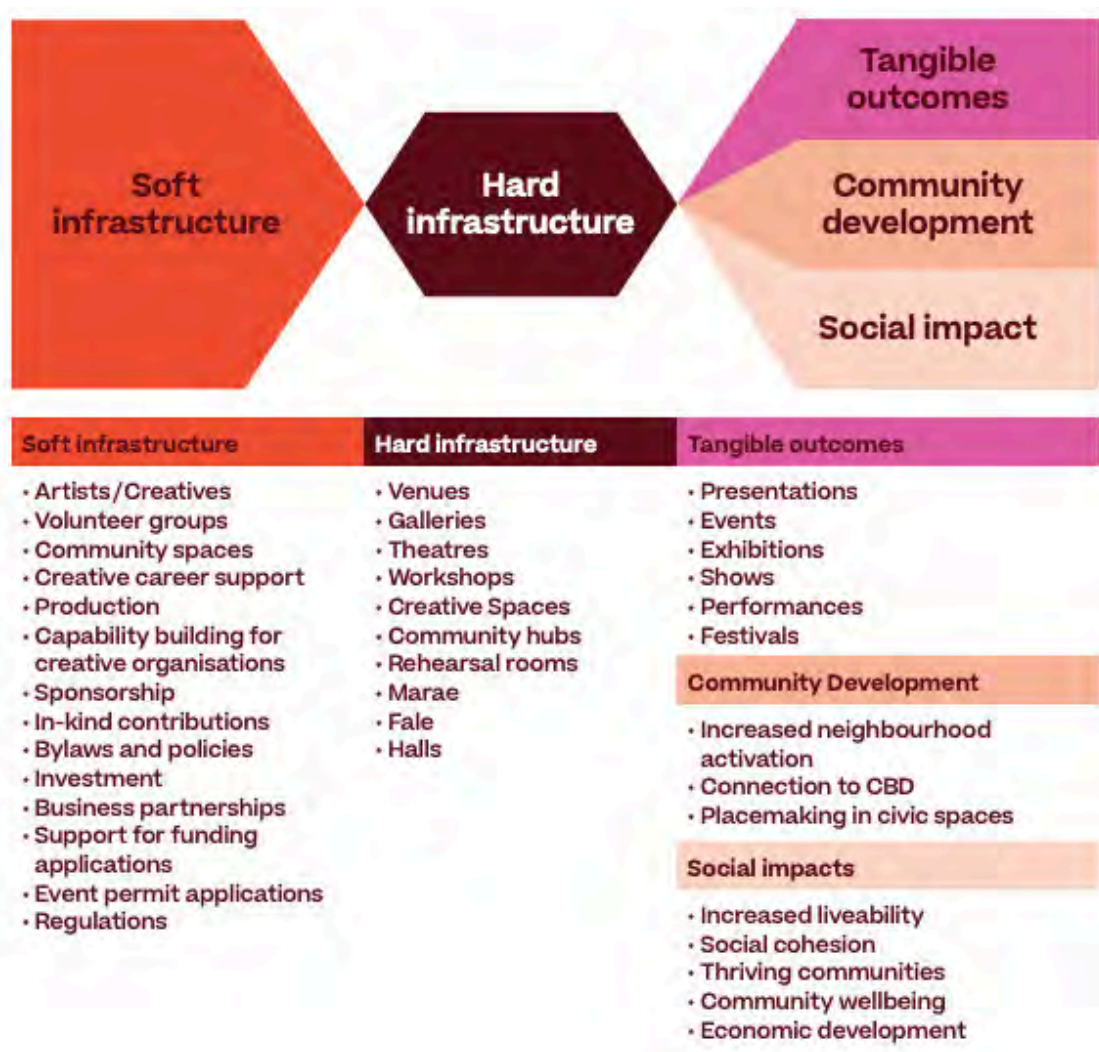 Soft
infrastructure
Hard
infrastructure
Tangible
outcomes
Community
development
Social impact
Soft infrastructure
• Artists/Creatives
• Volunteer groups
• Community spaces
• Creative career support
• Production
• Capability building for
creative organisations
• Sponsorship
• In-kind contributions
• Bylaws and policies
• Investment
• Business partnerships
• Support for funding
applications
• Event permit applications
• Regulations
Hard infrastructure
• Venues
• Galleries
• Theatres
• Workshops
• Creative Spaces
• Community hubs
• Rehearsal rooms
• Marae
• Fale
• Halls
Tangible outcomes
• Presentations
• Events
• Exhibitions
• Shows
• Performances
• Festivals
Community Development
• Increased neighbourhood
activation
• Connection to CBD
• Placemaking in civic spaces
Social impacts
• Increased liveability
• Social cohesion
• Thriving communities
• Community wellbeing
• Economic development